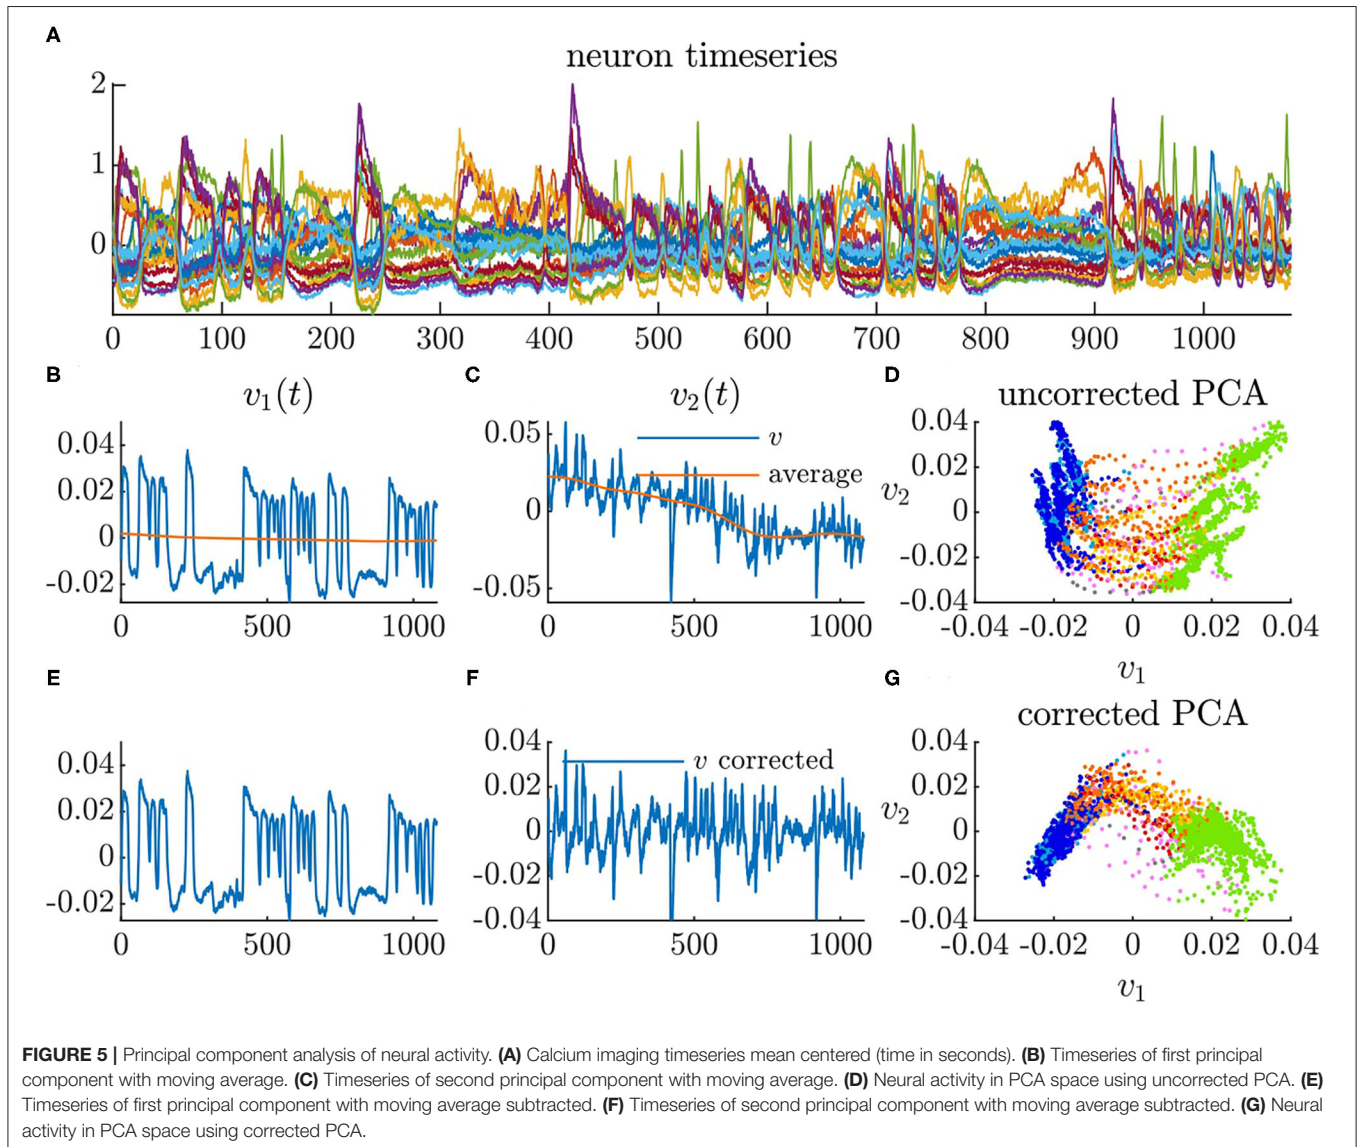 A
neuron timeseries
2
1
0
0 100 200 300 400 500 600 700 800 900 1000
B
v₁(t)
0.04
0.02
0
-0.02
0 500 1000
C
v₂(t)
0.05
0
-0.05
0 500 1000
v
average
D
uncorrected PCA
0.04
0.02
v₂
0
-0.02
-0.04
-0.04 -0.02 0 0.02 0.04
v₁
E
0.04
0.02
0
-0.02
0 500 1000
F
0.04
0.02
0
-0.02
-0.04
0 500 1000
v corrected
G
corrected PCA
0.04
0.02
v₂
0
-0.02
-0.04
-0.04 -0.02 0 0.02 0.04
v₁
FIGURE 5 | Principal component analysis of neural activity. (A) Calcium imaging timeseries mean centered (time in seconds). (B) Timeseries of first principal
component with moving average. (C) Timeseries of second principal component with moving average. (D) Neural activity in PCA space using uncorrected PCA. (E)
Timeseries of first principal component with moving average subtracted. (F) Timeseries of second principal component with moving average subtracted. (G) Neural
activity in PCA space using corrected PCA.